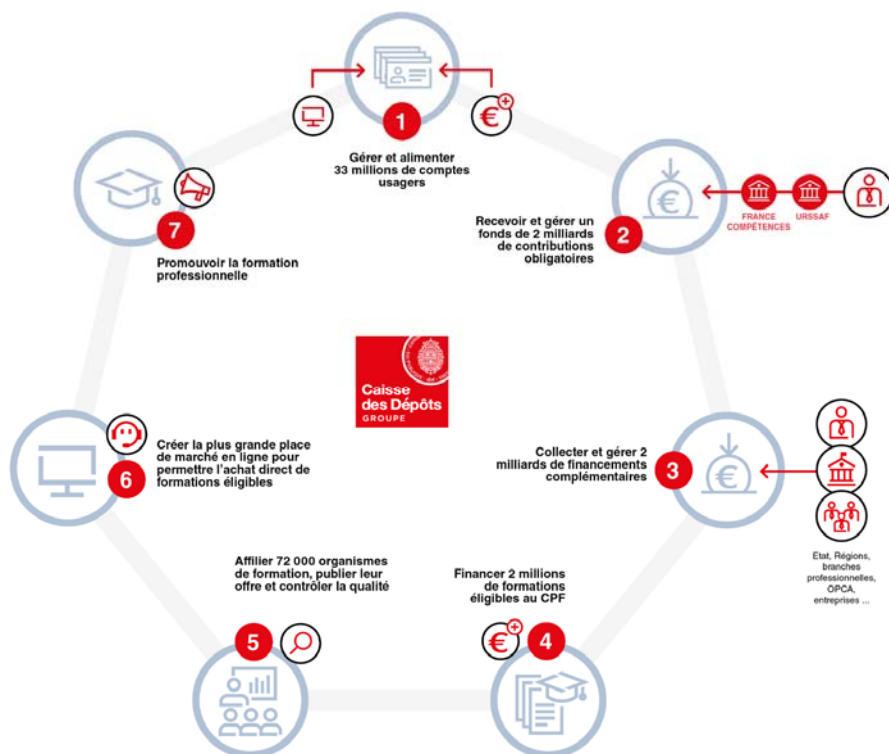 1
Gérer et alimenter
33 millions de comptes
usagers
2
Recevoir et gérer un
fonds de 2 milliards
de contributions
obligatoires
FRANCE
COMPÉTENCES
URSSAF
3
Collecter et gérer 2
milliards de financements
complémentaires
Etat, Régions,
branches
professionnelles,
OPCA,
entreprises ...
4
Financer 2 millions
de formations
éligibles au CPF
5
Affilier 72 000 organismes
de formation, publier leur
offre et contrôler la qualité
6
Créer la plus grande place
de marché en ligne pour
permettre l'achat direct de
formations éligibles
7
Promouvoir la formation
professionnelle
Caisse
des Dépôts
GROUPE